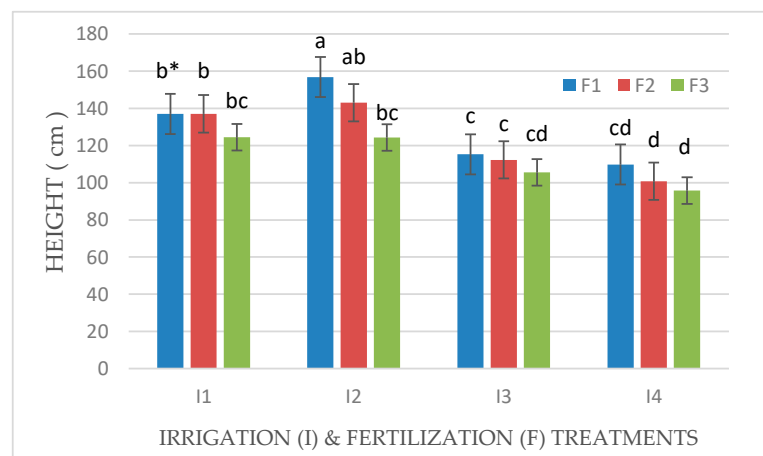 180
160
140
120
100
80
60
40
20
0
HEIGHT ( cm )
b* b bc
a ab bc
c c cd
cd d d
F1 F2 F3
I1 I2 I3 I4
IRRIGATION (I) & FERTILIZATION (F) TREATMENTS